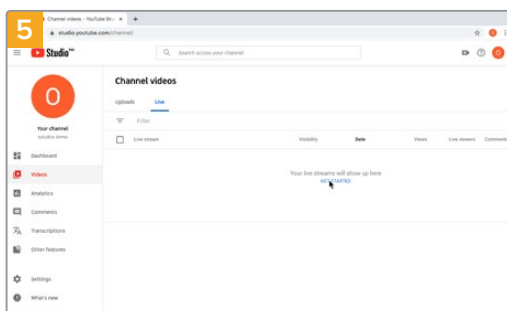 5
Channel videos - YouTube Stu
studio.youtube.com/channel/
Studio
Search across your channel
Channel videos
Uploads Live
Filter
Live stream Visibility Date Views Live viewers Comments
Your live streams will show up here
GET STARTED
O
Your channel
Dashboard
Videos
Analytics
Comments
Transcriptions
Other features
Settings
What's new